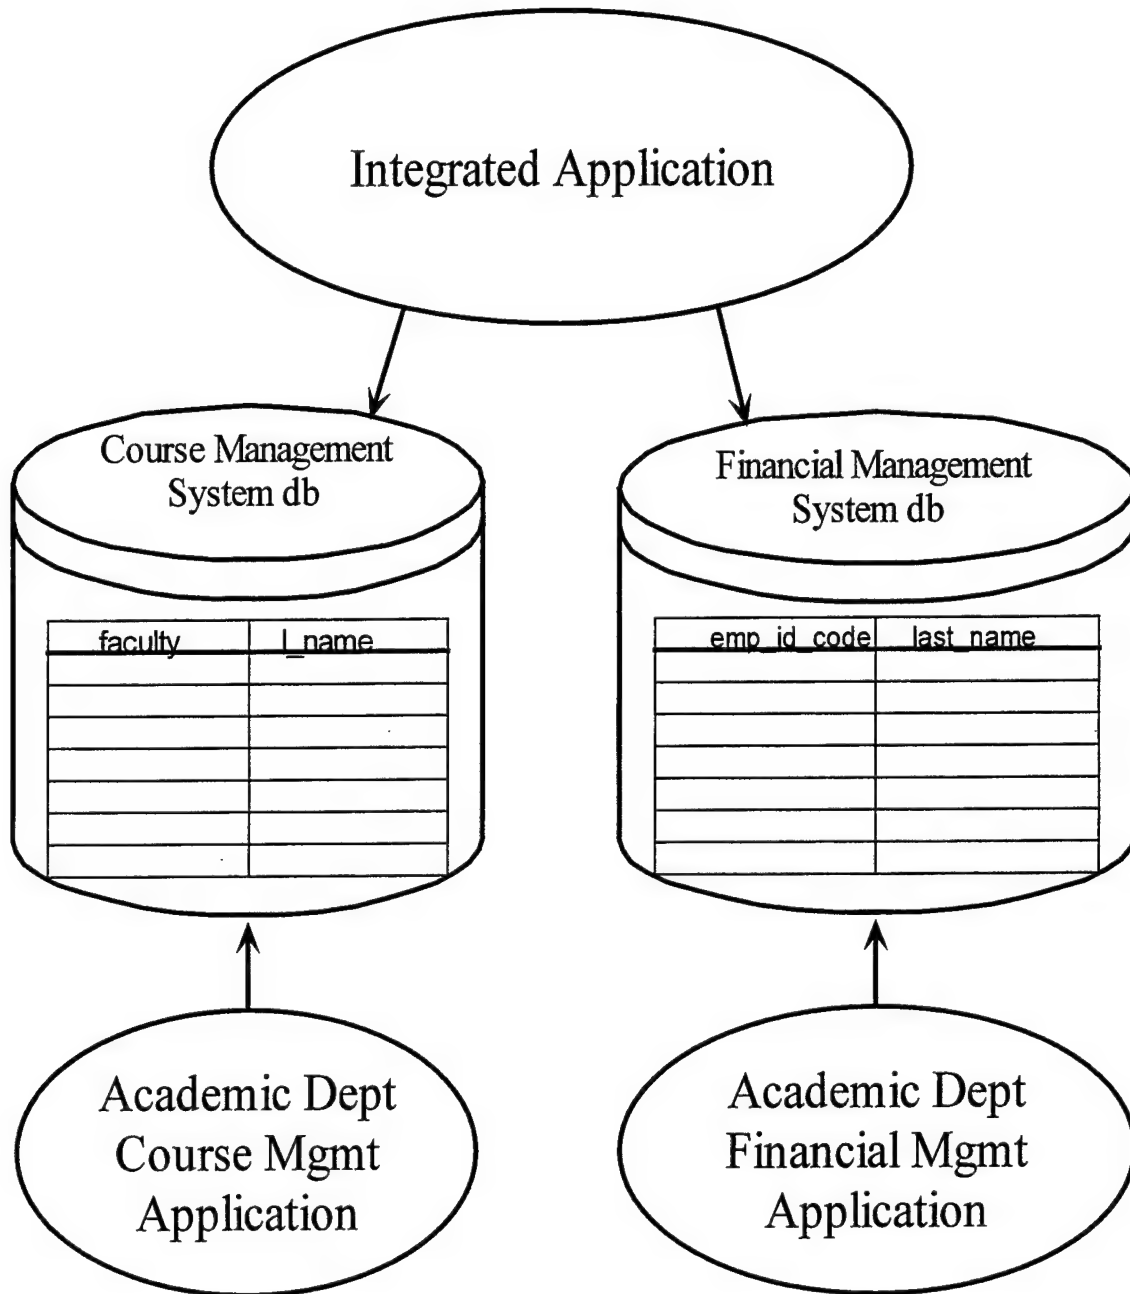 Integrated Application
Course Management
System db
Financial Management
System db
faculty l_name
emp_id_code last_name
Academic Dept
Course Mgmt
Application
Academic Dept
Financial Mgmt
Application